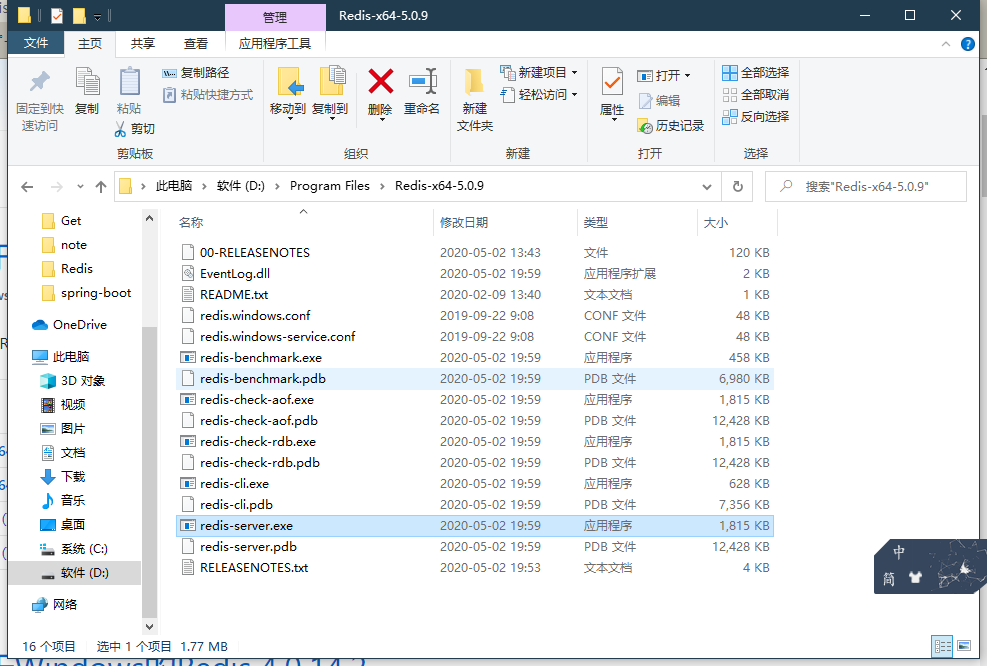 管理
Redis-x64-5.0.9
文件 主页 共享 查看 应用程序工具
固定到快速访问
复制
粘贴
复制路径
粘贴快捷方式
剪切
移动到
复制到
删除
重命名
新建文件夹
新建项目
轻松访问
属性
打开
编辑
历史记录
全部选择
全部取消
反向选择
剪贴板 组织 新建 打开 选择
此电脑 > 软件 (D:) > Program Files > Redis-x64-5.0.9
搜索"Redis-x64-5.0.9"
Get
note
Redis
spring-boot
OneDrive
此电脑
3D 对象
视频
图片
文档
下载
音乐
桌面
系统 (C:)
软件 (D:)
网络
名称 修改日期 类型 大小
00-RELEASENOTES 2020-05-02 13:43 文件 120 KB
EventLog.dll 2020-05-02 19:59 应用程序扩展 2 KB
README.txt 2020-02-09 13:40 文本文档 1 KB
redis.windows.conf 2019-09-22 9:08 CONF 文件 48 KB
redis.windows-service.conf 2019-09-22 9:08 CONF 文件 48 KB
redis-benchmark.exe 2020-05-02 19:59 应用程序 458 KB
redis-benchmark.pdb 2020-05-02 19:59 PDB 文件 6,980 KB
redis-check-aof.exe 2020-05-02 19:59 应用程序 1,815 KB
redis-check-aof.pdb 2020-05-02 19:59 PDB 文件 12,428 KB
redis-check-rdb.exe 2020-05-02 19:59 应用程序 1,815 KB
redis-check-rdb.pdb 2020-05-02 19:59 PDB 文件 12,428 KB
redis-cli.exe 2020-05-02 19:59 应用程序 628 KB
redis-cli.pdb 2020-05-02 19:59 PDB 文件 7,356 KB
redis-server.exe 2020-05-02 19:59 应用程序 1,815 KB
redis-server.pdb 2020-05-02 19:59 PDB 文件 12,428 KB
RELEASENOTES.txt 2020-05-02 19:53 文本文档 4 KB
中
简
16 个项目 选中 1 个项目 1.77 MB